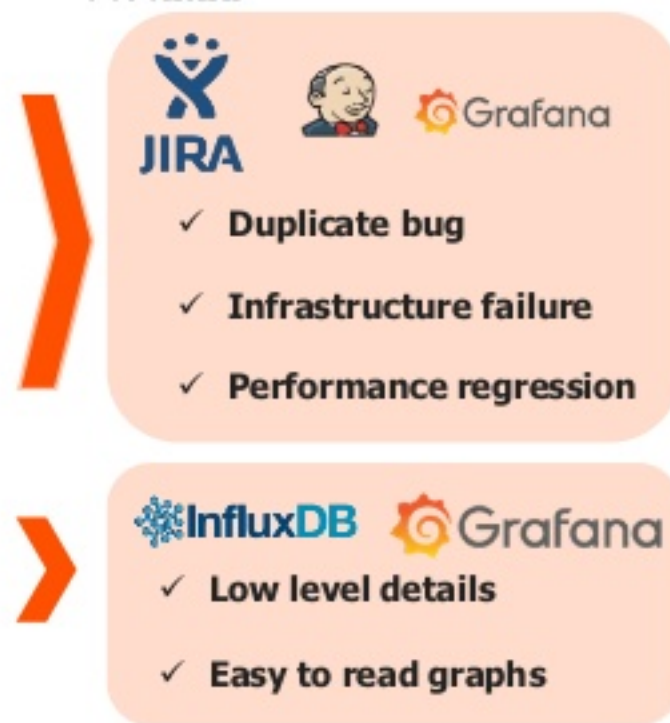 JIRA
Grafana
✓ Duplicate bug
✓ Infrastructure failure
✓ Performance regression
InfluxDB Grafana
✓ Low level details
✓ Easy to read graphs